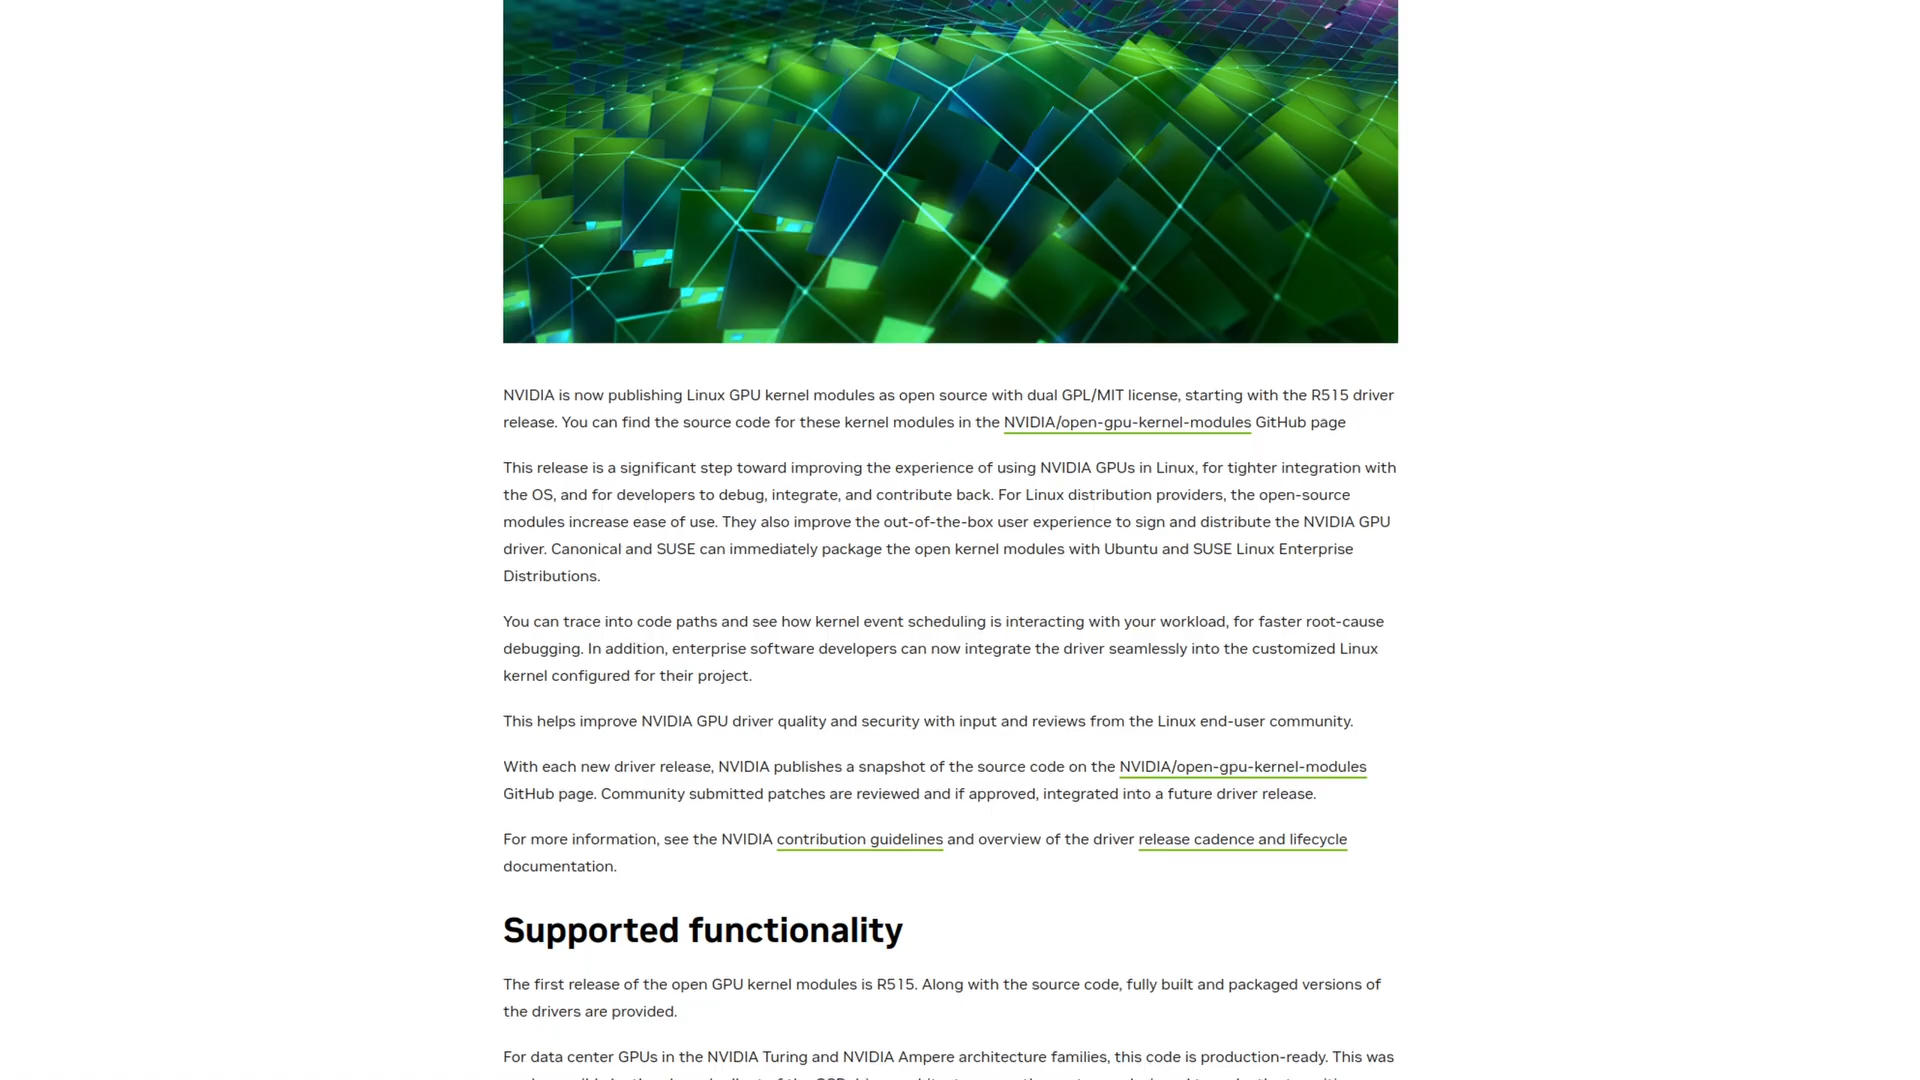 NVIDIA is now publishing Linux GPU kernel modules as open source with dual GPL/MIT license, starting with the R515 driver
release. You can find the source code for these kernel modules in the NVIDIA/open-gpu-kernel-modules GitHub page
This release is a significant step toward improving the experience of using NVIDIA GPUs in Linux, for tighter integration with
the OS, and for developers to debug, integrate, and contribute back. For Linux distribution providers, the open-source
modules increase ease of use. They also improve the out-of-the-box user experience to sign and distribute the NVIDIA GPU
driver. Canonical and SUSE can immediately package the open kernel modules with Ubuntu and SUSE Linux Enterprise
Distributions.
You can trace into code paths and see how kernel event scheduling is interacting with your workload, for faster root-cause
debugging. In addition, enterprise software developers can now integrate the driver seamlessly into the customized Linux
kernel configured for their project.
This helps improve NVIDIA GPU driver quality and security with input and reviews from the Linux end-user community.
With each new driver release, NVIDIA publishes a snapshot of the source code on the NVIDIA/open-gpu-kernel-modules
GitHub page. Community submitted patches are reviewed and if approved, integrated into a future driver release.
For more information, see the NVIDIA contribution guidelines and overview of the driver release cadence and lifecycle
documentation.
Supported functionality
The first release of the open GPU kernel modules is R515. Along with the source code, fully built and packaged versions of
the drivers are provided.
For data center GPUs in the NVIDIA Turing and NVIDIA Ampere architecture families, this code is production-ready. This was